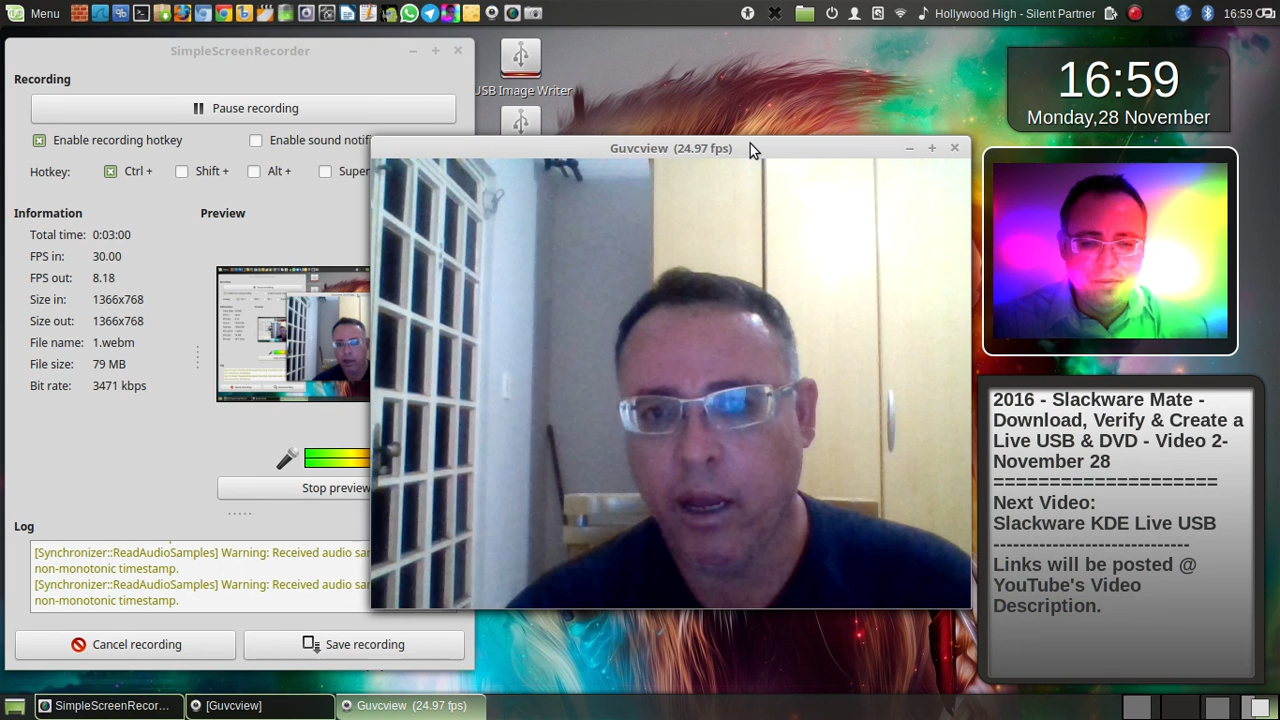 Menu
Hollywood High - Silent Partner
16:59
SimpleScreenRecorder
Recording
Pause recording
Enable recording hotkey
Enable sound notif
Hotkey:
Ctrl +
Shift +
Alt +
Super
Information
Preview
Total time: 0:03:00
FPS in: 30.00
FPS out: 8.18
Size in: 1366x768
Size out: 1366x768
File name: 1.webm
File size: 79 MB
Bit rate: 3471 kbps
Stop preview
Log
[Synchronizer::ReadAudioSamples] Warning: Received audio sa
non-monotonic timestamp.
[Synchronizer::ReadAudioSamples] Warning: Received audio sa
non-monotonic timestamp.
Cancel recording
Save recording
USB Image Writer
Guvcview (24.97 fps)
16:59
Monday,28 November
2016 - Slackware Mate -
Download, Verify & Create a
Live USB & DVD - Video 2-
November 28
=====================
Next Video:
Slackware KDE Live USB
------------------------------
Links will be posted @
YouTube's Video
Description.
SimpleScreenRecor...
[Guvcview]
Guvcview (24.97 fps)